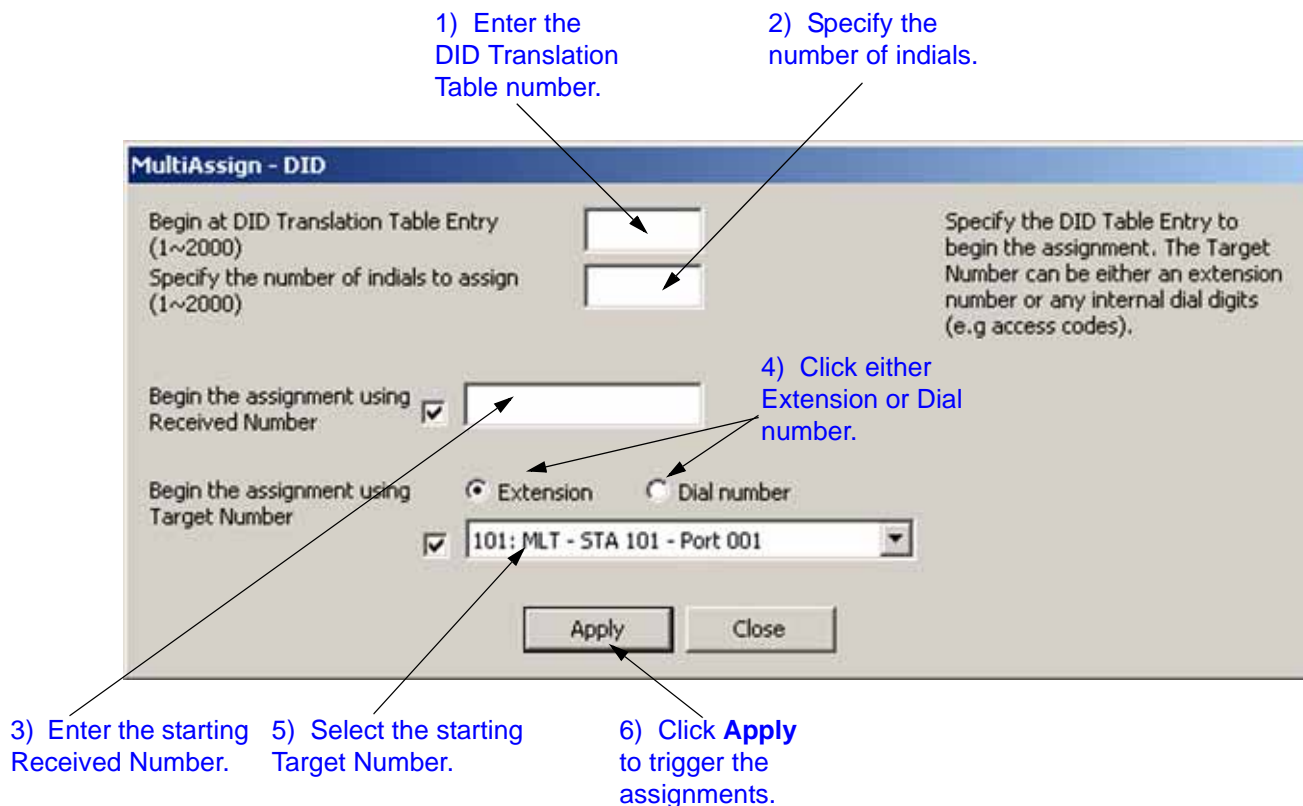 1) Enter the
DID Translation
Table number.
2) Specify the
number of indials.
MultiAssign - DID
Begin at DID Translation Table Entry
(1~2000)
Specify the number of indials to assign
(1~2000)
Specify the DID Table Entry to
begin the assignment. The Target
Number can be either an extension
number or any internal dial digits
(e.g access codes).
4) Click either
Extension or Dial
number.
Begin the assignment using
Received Number
Begin the assignment using
Target Number
Extension
Dial number
101: MLT - STA 101 - Port 001
Apply
Close
3) Enter the starting
Received Number.
5) Select the starting
Target Number.
6) Click Apply
to trigger the
assignments.